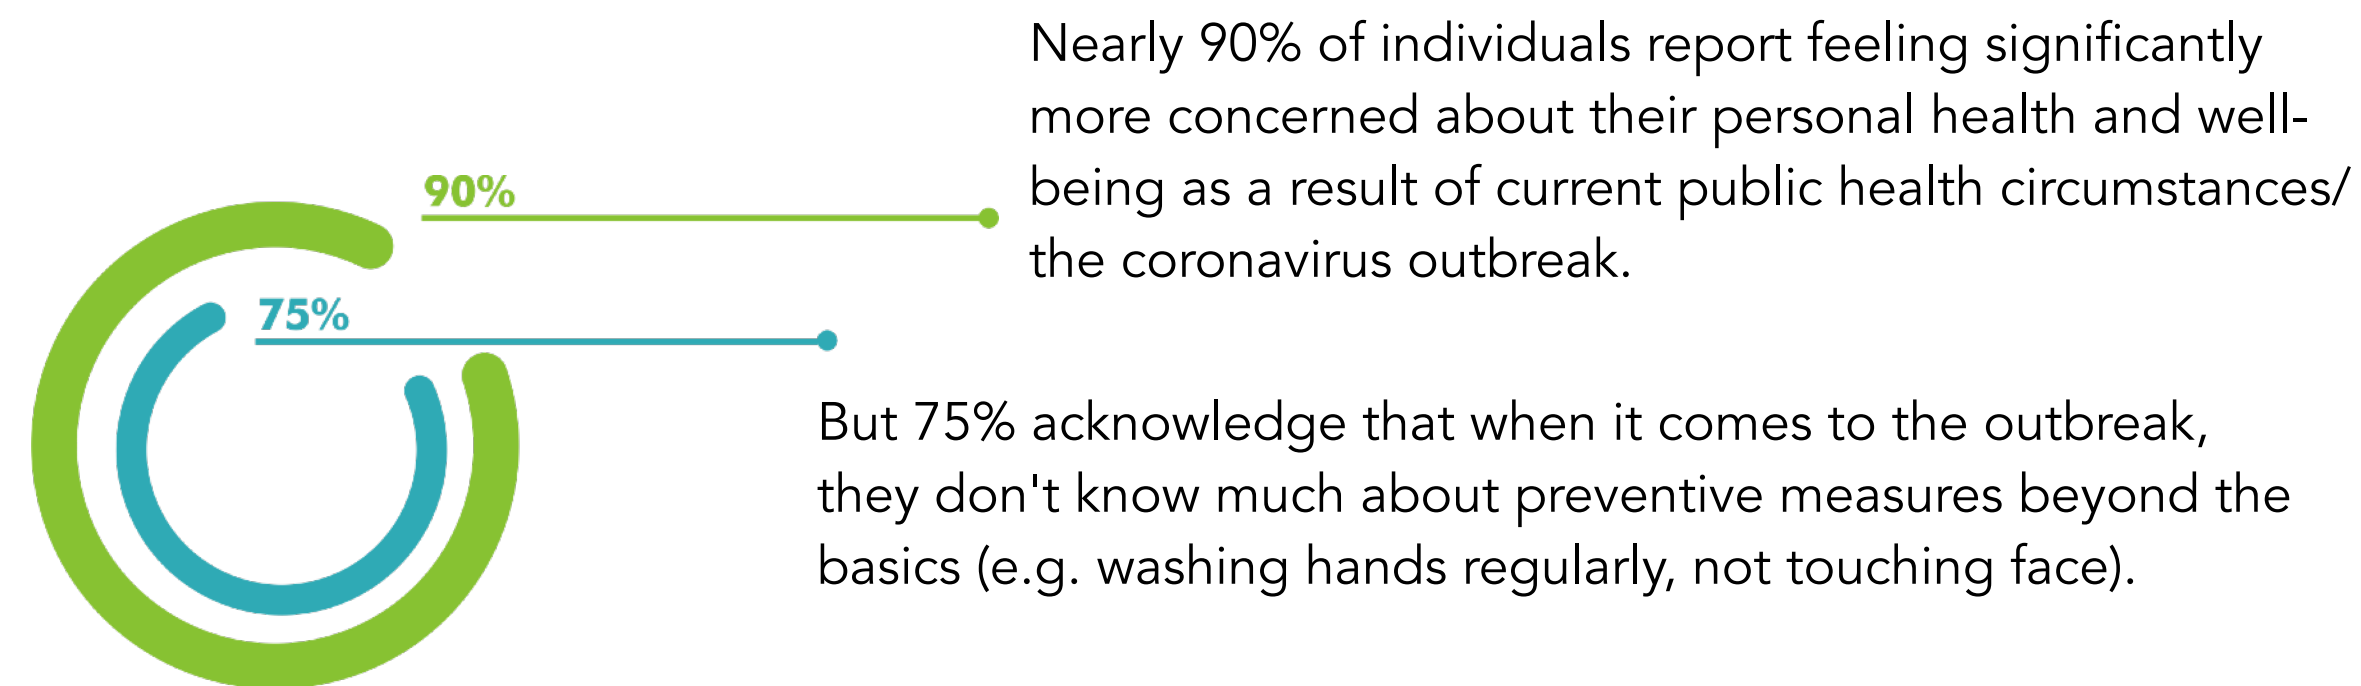 Nearly 90% of individuals report feeling significantly
more concerned about their personal health and well-
being as a result of current public health circumstances/
the coronavirus outbreak.
90%
75%
But 75% acknowledge that when it comes to the outbreak,
they don't know much about preventive measures beyond the
basics (e.g. washing hands regularly, not touching face).